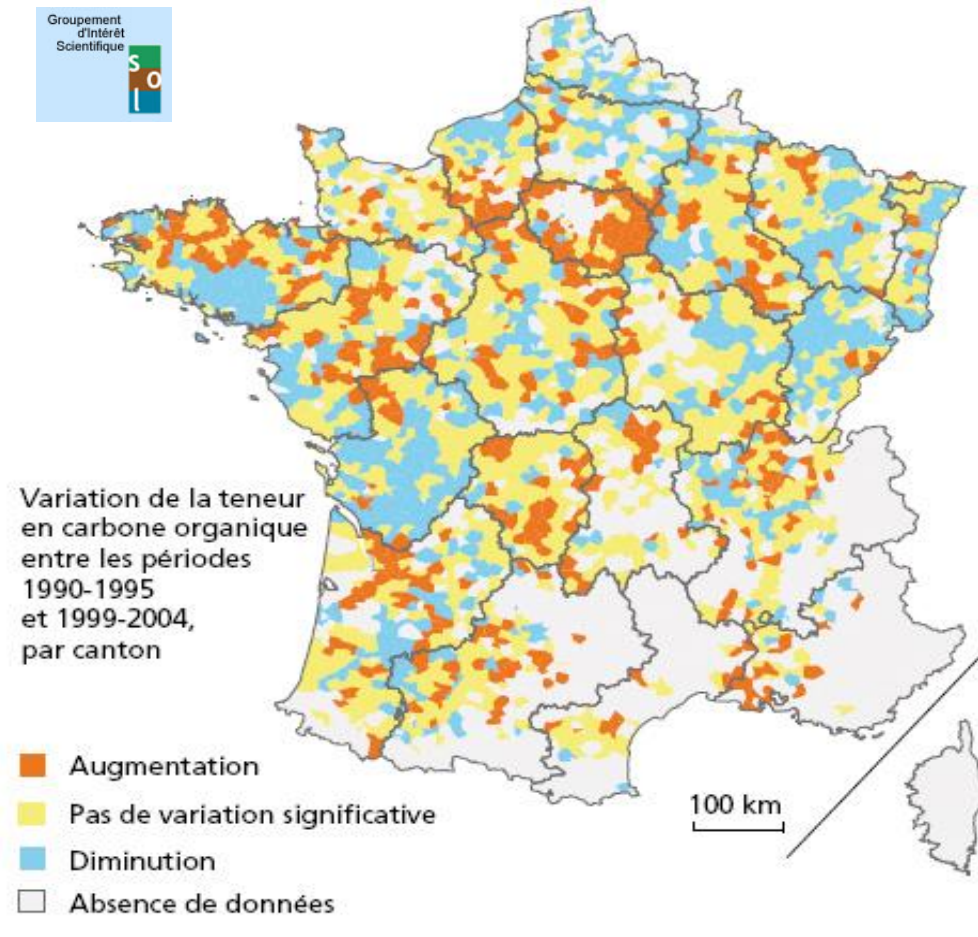 Groupement
d'Intérêt
Scientifique
S
O
L
Variation de la teneur
en carbone organique
entre les périodes
1990-1995
et 1999-2004,
par canton
Augmentation
Pas de variation significative
Diminution
Absence de données
100 km